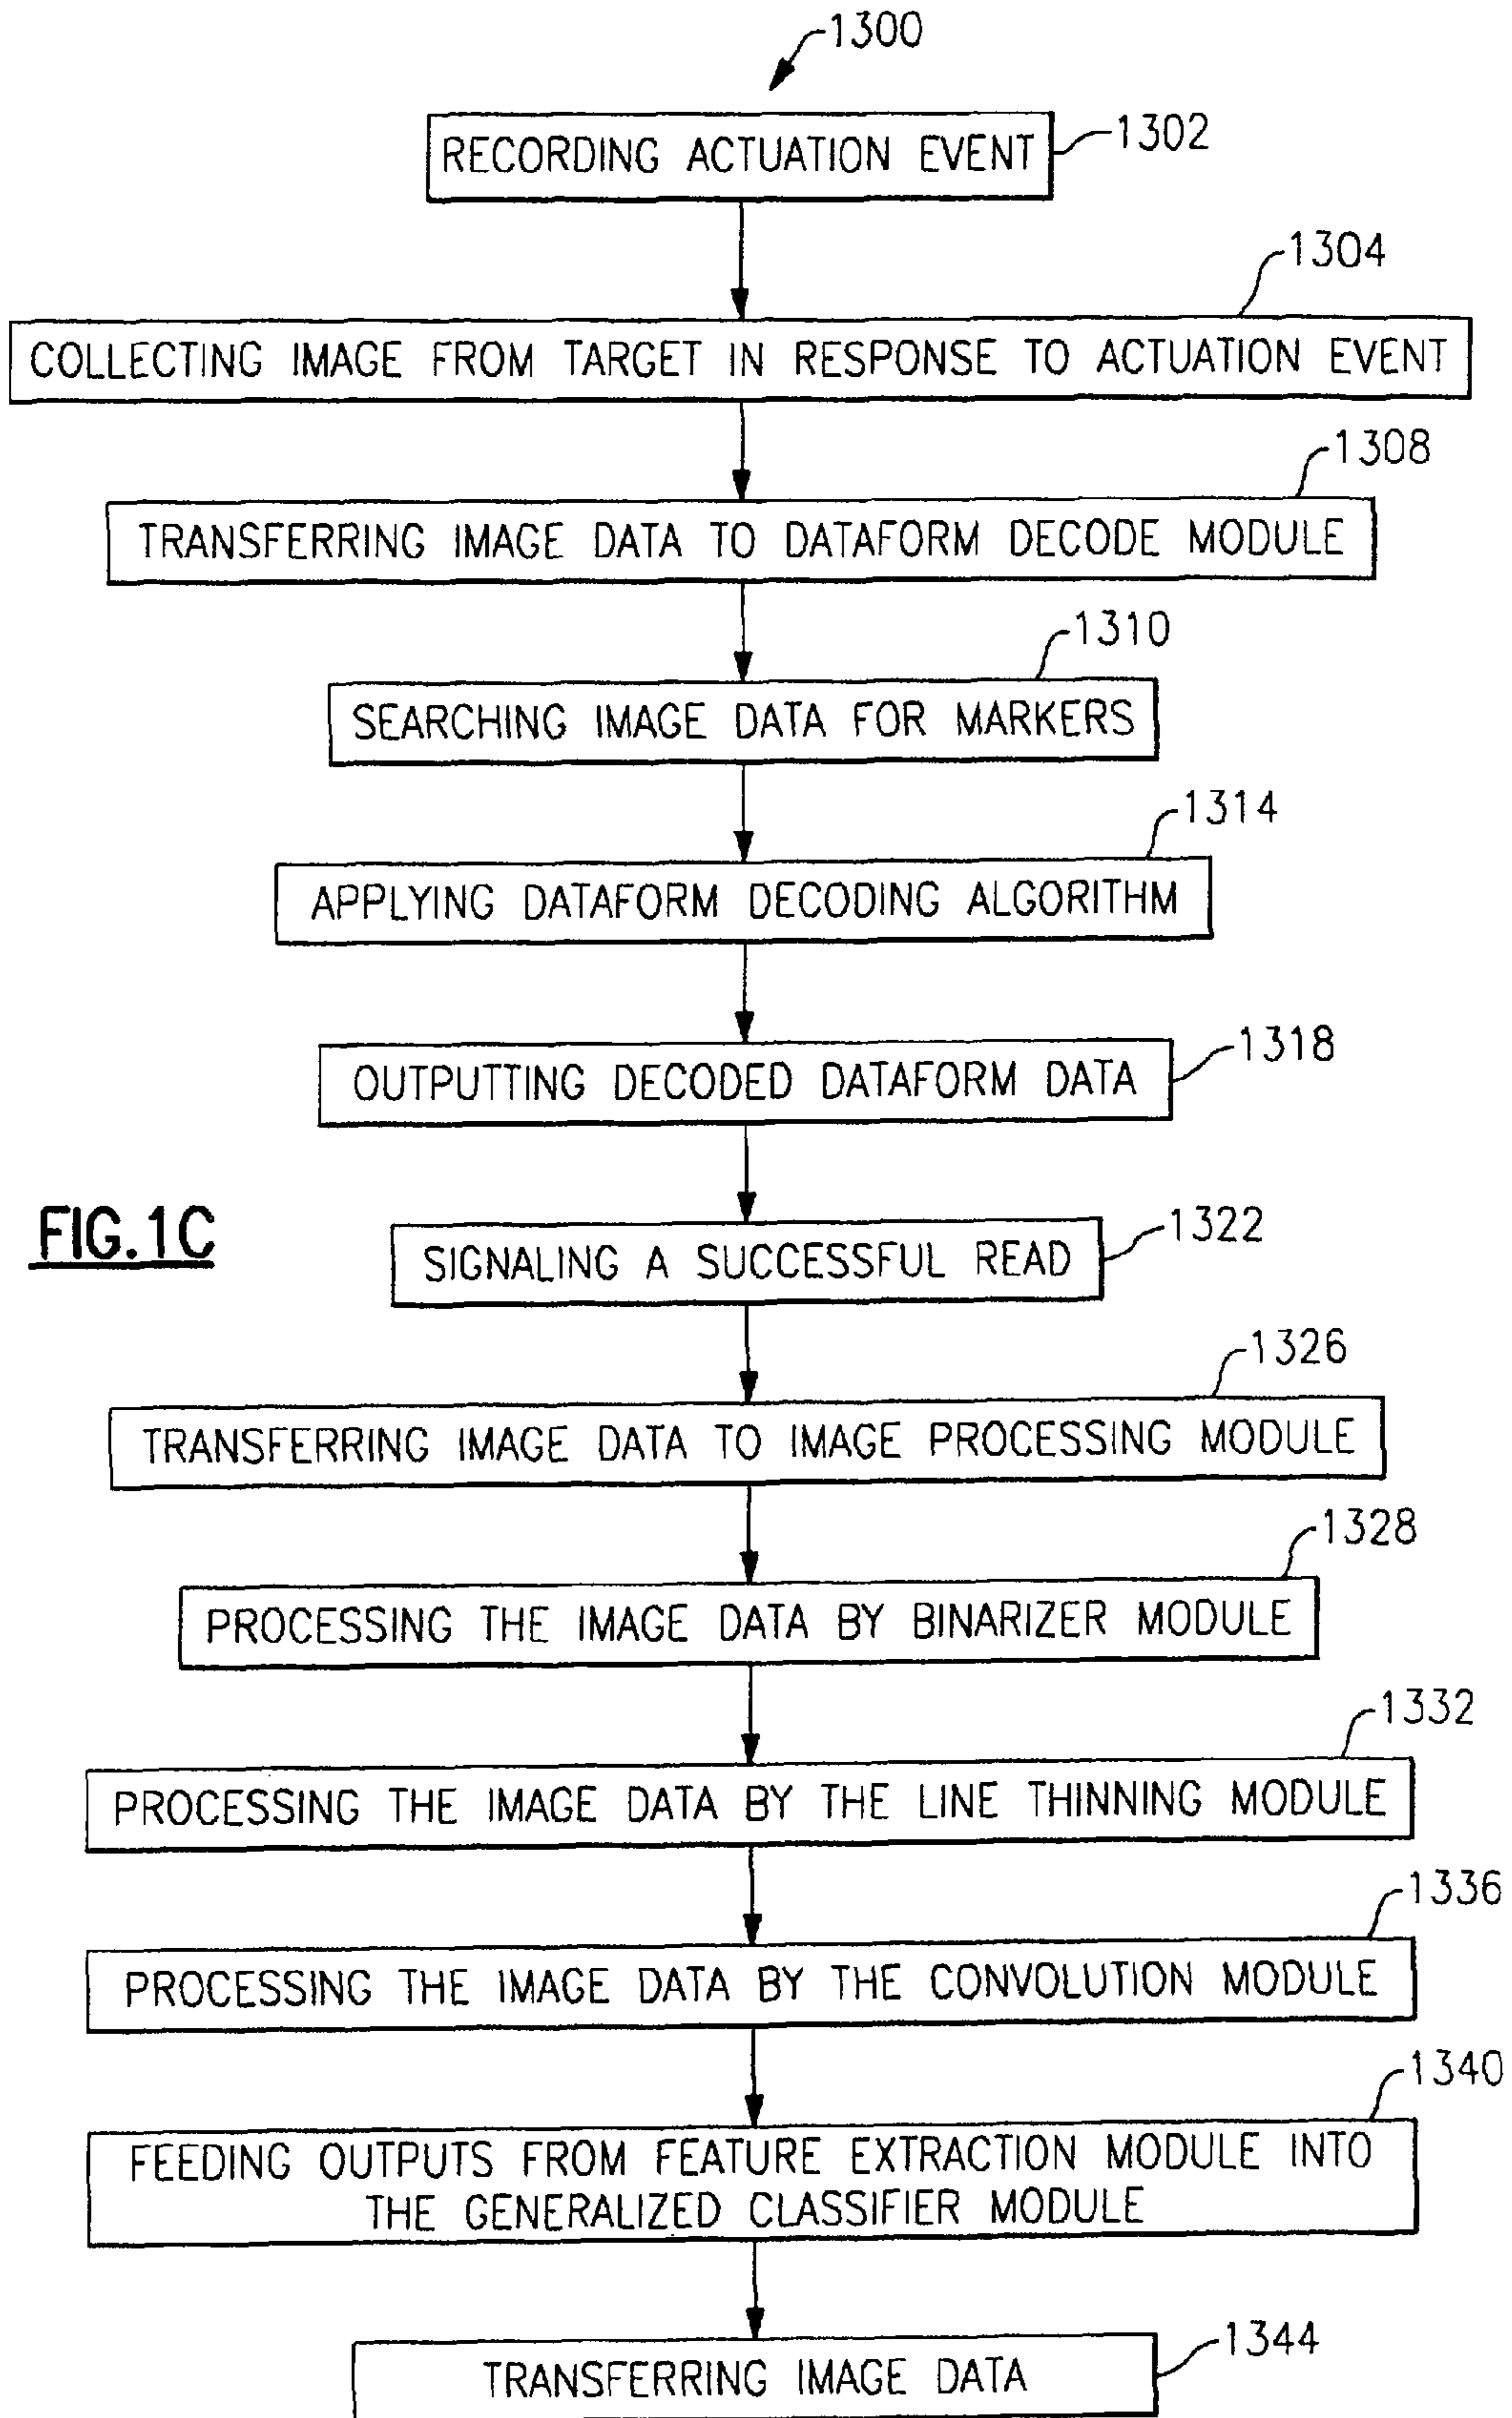 1300
RECORDING ACTUATION EVENT
1302
1304
COLLECTING IMAGE FROM TARGET IN RESPONSE TO ACTUATION EVENT
1308
TRANSFERRING IMAGE DATA TO DATAFORM DECODE MODULE
1310
SEARCHING IMAGE DATA FOR MARKERS
1314
APPLYING DATAFORM DECODING ALGORITHM
1318
OUTPUTTING DECODED DATAFORM DATA
FIG.1C
1322
SIGNALING A SUCCESSFUL READ
1326
TRANSFERRING IMAGE DATA TO IMAGE PROCESSING MODULE
1328
PROCESSING THE IMAGE DATA BY BINARIZER MODULE
1332
PROCESSING THE IMAGE DATA BY THE LINE THINNING MODULE
1336
PROCESSING THE IMAGE DATA BY THE CONVOLUTION MODULE
1340
FEEDING OUTPUTS FROM FEATURE EXTRACTION MODULE INTO
THE GENERALIZED CLASSIFIER MODULE
1344
TRANSFERRING IMAGE DATA